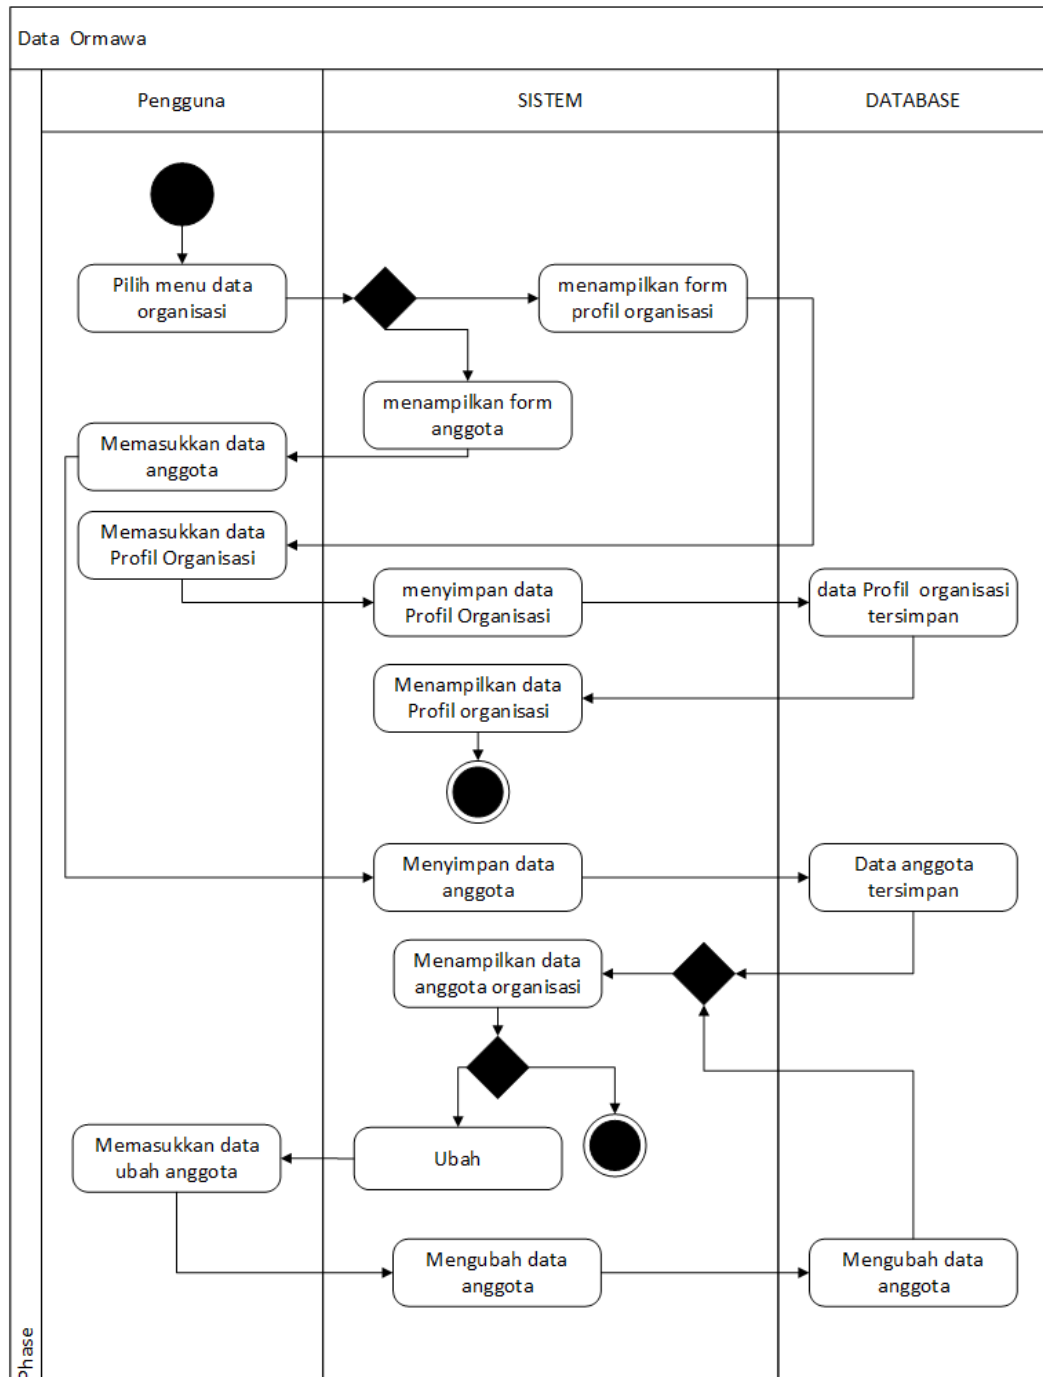 Data Ormawa
Pengguna
SISTEM
DATABASE
Pilih menu data
organisasi
menampilkan form
profil organisasi
menampilkan form
anggota
Memasukkan data
anggota
Memasukkan data
Profil Organisasi
menyimpan data
Profil Organisasi
data Profil organisasi
tersimpan
Menampilkan data
Profil organisasi
Menyimpan data
anggota
Data anggota
tersimpan
Menampilkan data
anggota organisasi
Memasukkan data
ubah anggota
Ubah
Mengubah data
anggota
Mengubah data
anggota
Phase